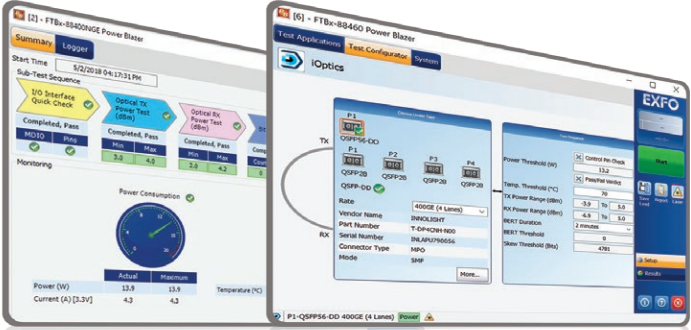 [2] - FTBx-88400NGE Power Blazer
Summary Logger
Start Time 5/2/2018 04:17:31 PM
Sub-Test Sequence
I/O Interface
Quick Check
Optical TX
Power Test
(dBm)
Optical RX
Power Test
(dBm)
Completed, Pass Completed, Pass Completed, Pass
MDIO Pins Min Max Min Max
3.0 4.0 3.0 4.2 0
Monitoring
Power Consumption
Actual Maximum
Power (W) 13.9 13.9 Temperature (°C)
Current (A) [3.3V] 4.3 4.3
[6] - FTBx-88460 Power Blazer
Test Applications Test Configurator System
iOptics
EXFO
TX
RX
P1
QSFP56-DD
P1 P2 P3 P4
QSFP28 QSFP28 QSFP28
QSFP-DD
Rate 400GE (4 Lanes)
Vendor Name INNOLIGHT
Part Number T-DP4CNH-N00
Serial Number INLAPU790056
Connector Type MPO
Mode SMF
More...
Control Pin Check
Power Threshold (W) 13.2
Pass/Fail Verdict
Temp. Threshold (°C) 70
TX Power Range (dBm) -3.9 To 5.0
RX Power Range (dBm) -6.9 To 5.0
BERT Duration 2 minutes
BERT Threshold 0
Skew Threshold (Bits) 4781
Start
Setup
Results
P1-QSFP56-DD 400GE (4 Lanes) Power